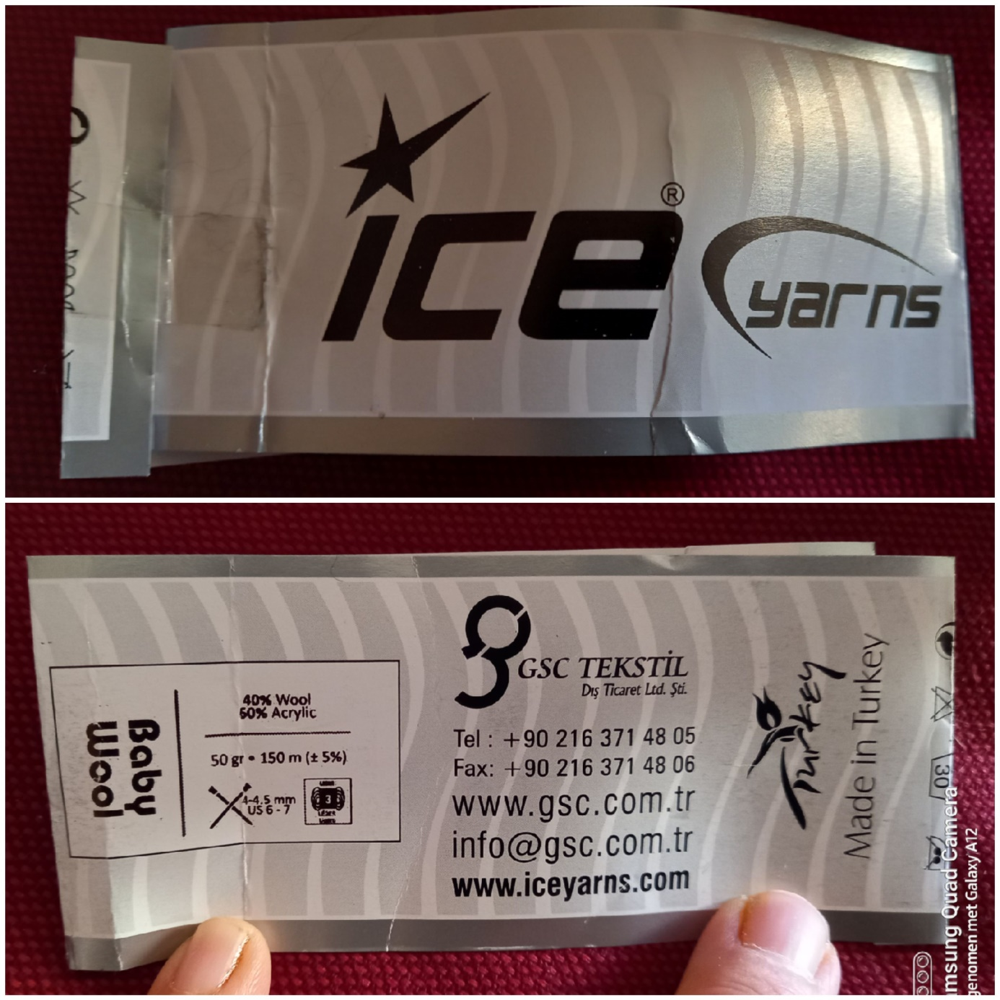 ice®
yarns
Baby
Wool
40% Wool
60% Acrylic
50 gr • 150 m (± 5%)
4-4.5 mm
US 6 - 7
3
GSC TEKSTİL
Dış Ticaret Ltd. Şti.
Tel : +90 216 371 48 05
Fax: +90 216 371 48 06
www.gsc.com.tr
info@gsc.com.tr
www.iceyarns.com
Turkey
Made in Turkey
30
msung Quad Camera
genomen met Galaxy A12